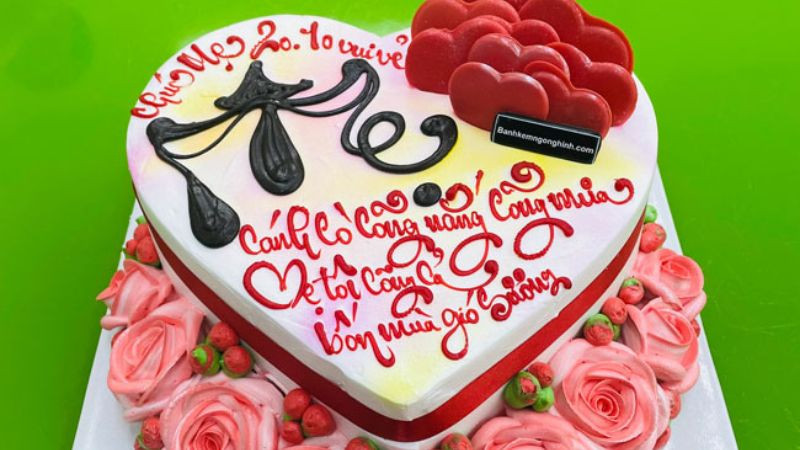 chúc Mẹ 20.10 vui vẻ
Mẹ
Banhkemngonghinh.com
Cánh cò cõng nắng cõng mưa
Mẹ tôi cõng cả
bốn mùa gió sương